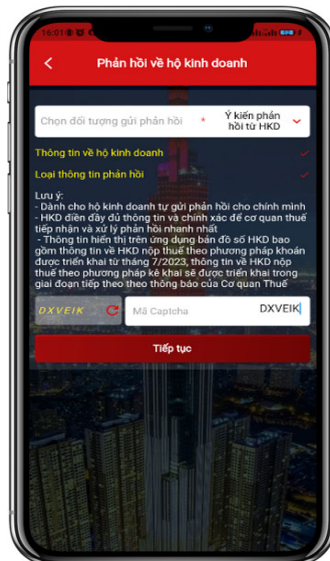 16:01
Phản hồi về hộ kinh doanh
Chọn đối tượng gửi phản hồi * Ý kiến phản
hồi từ HKD
Thông tin về hộ kinh doanh
Loại thông tin phản hồi
Lưu ý:
- Dành cho hộ kinh doanh tự gửi phản hồi cho chính mình
- HKD điền đầy đủ thông tin và chính xác để cơ quan thuế
tiếp nhận và xử lý phản hồi nhanh nhất
- Thông tin hiển thị trên ứng dụng bản đồ số HKD bao
gồm thông tin về HKD nộp thuế theo phương pháp khoán
được triển khai từ tháng 7/2023, thông tin về HKD nộp
thuế theo phương pháp kê khai sẽ được triển khai trong
giai đoạn tiếp theo theo thông báo của Cơ quan Thuế
DXVEIK Mã Captcha DXVEIK
Tiếp tục